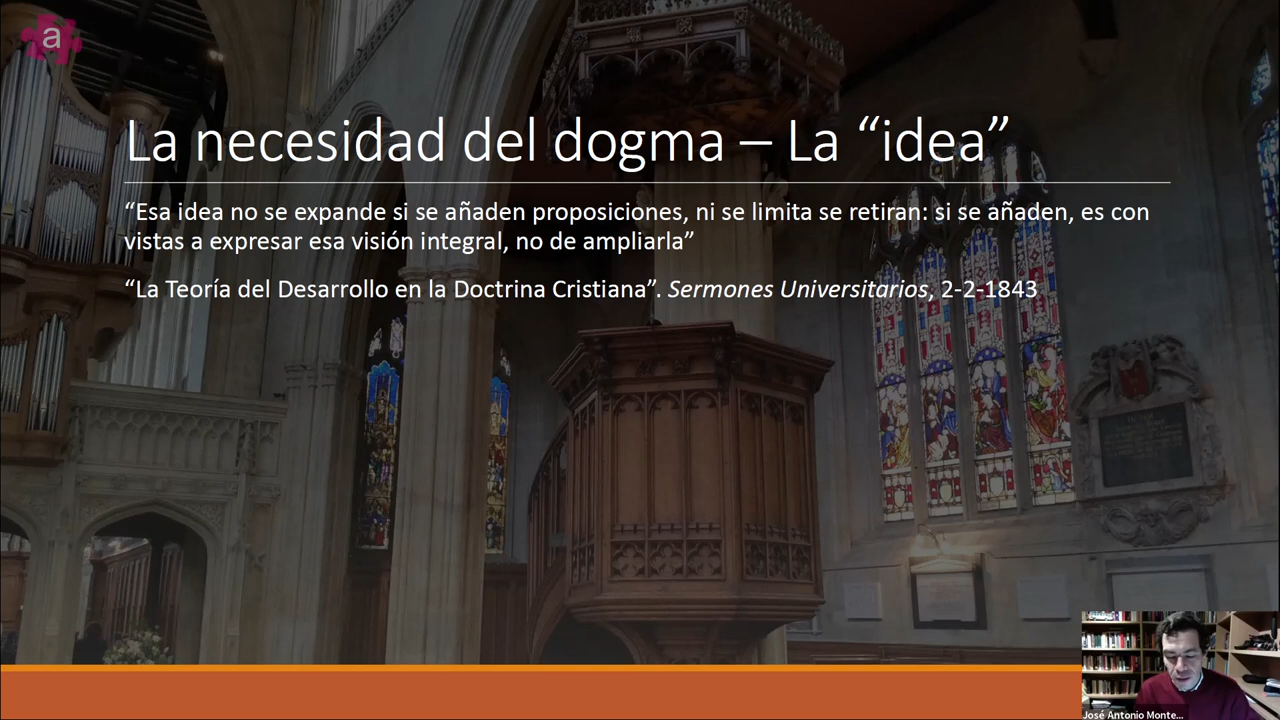 a
La necesidad del dogma – La “idea”
“Esa idea no se expande si se añaden proposiciones, ni se limita se retiran: si se añaden, es con
vistas a expresar esa visión integral, no de ampliarla”
“La Teoría del Desarrollo en la Doctrina Cristiana”. Sermones Universitarios, 2-2-1843
José Antonio Monte...